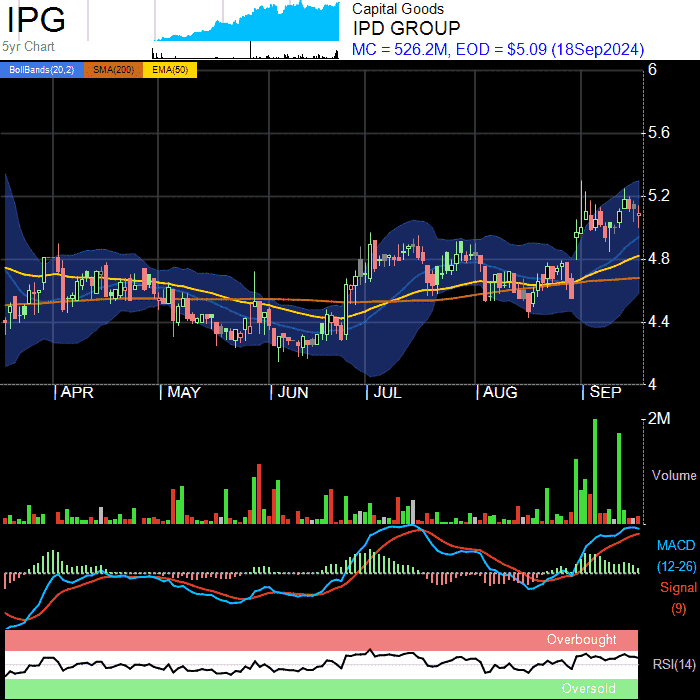 IPG
5yr Chart
Capital Goods
IPD GROUP
MC = 526.2M, EOD = $5.09 (18Sep2024)
BollBands(20,2) SMA(200) EMA(50)
6
5.6
5.2
4.8
4.4
4
APR MAY JUN JUL AUG SEP
2M
Volume
MACD
(12-26)
Signal
(9)
Overbought
RSI(14)
Oversold